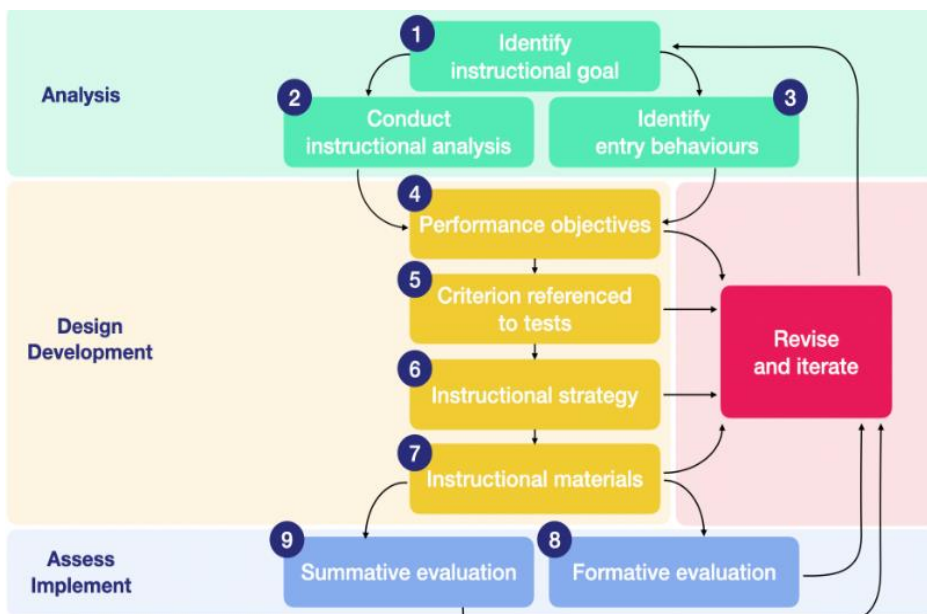 1
Identify
instructional goal
Analysis
2
Conduct
instructional analysis
3
Identify
entry behaviours
4
Performance objectives
5
Criterion referenced
to tests
Design
Development
Revise
and iterate
6
Instructional strategy
7
Instructional materials
Assess
Implement
9
Summative evaluation
8
Formative evaluation